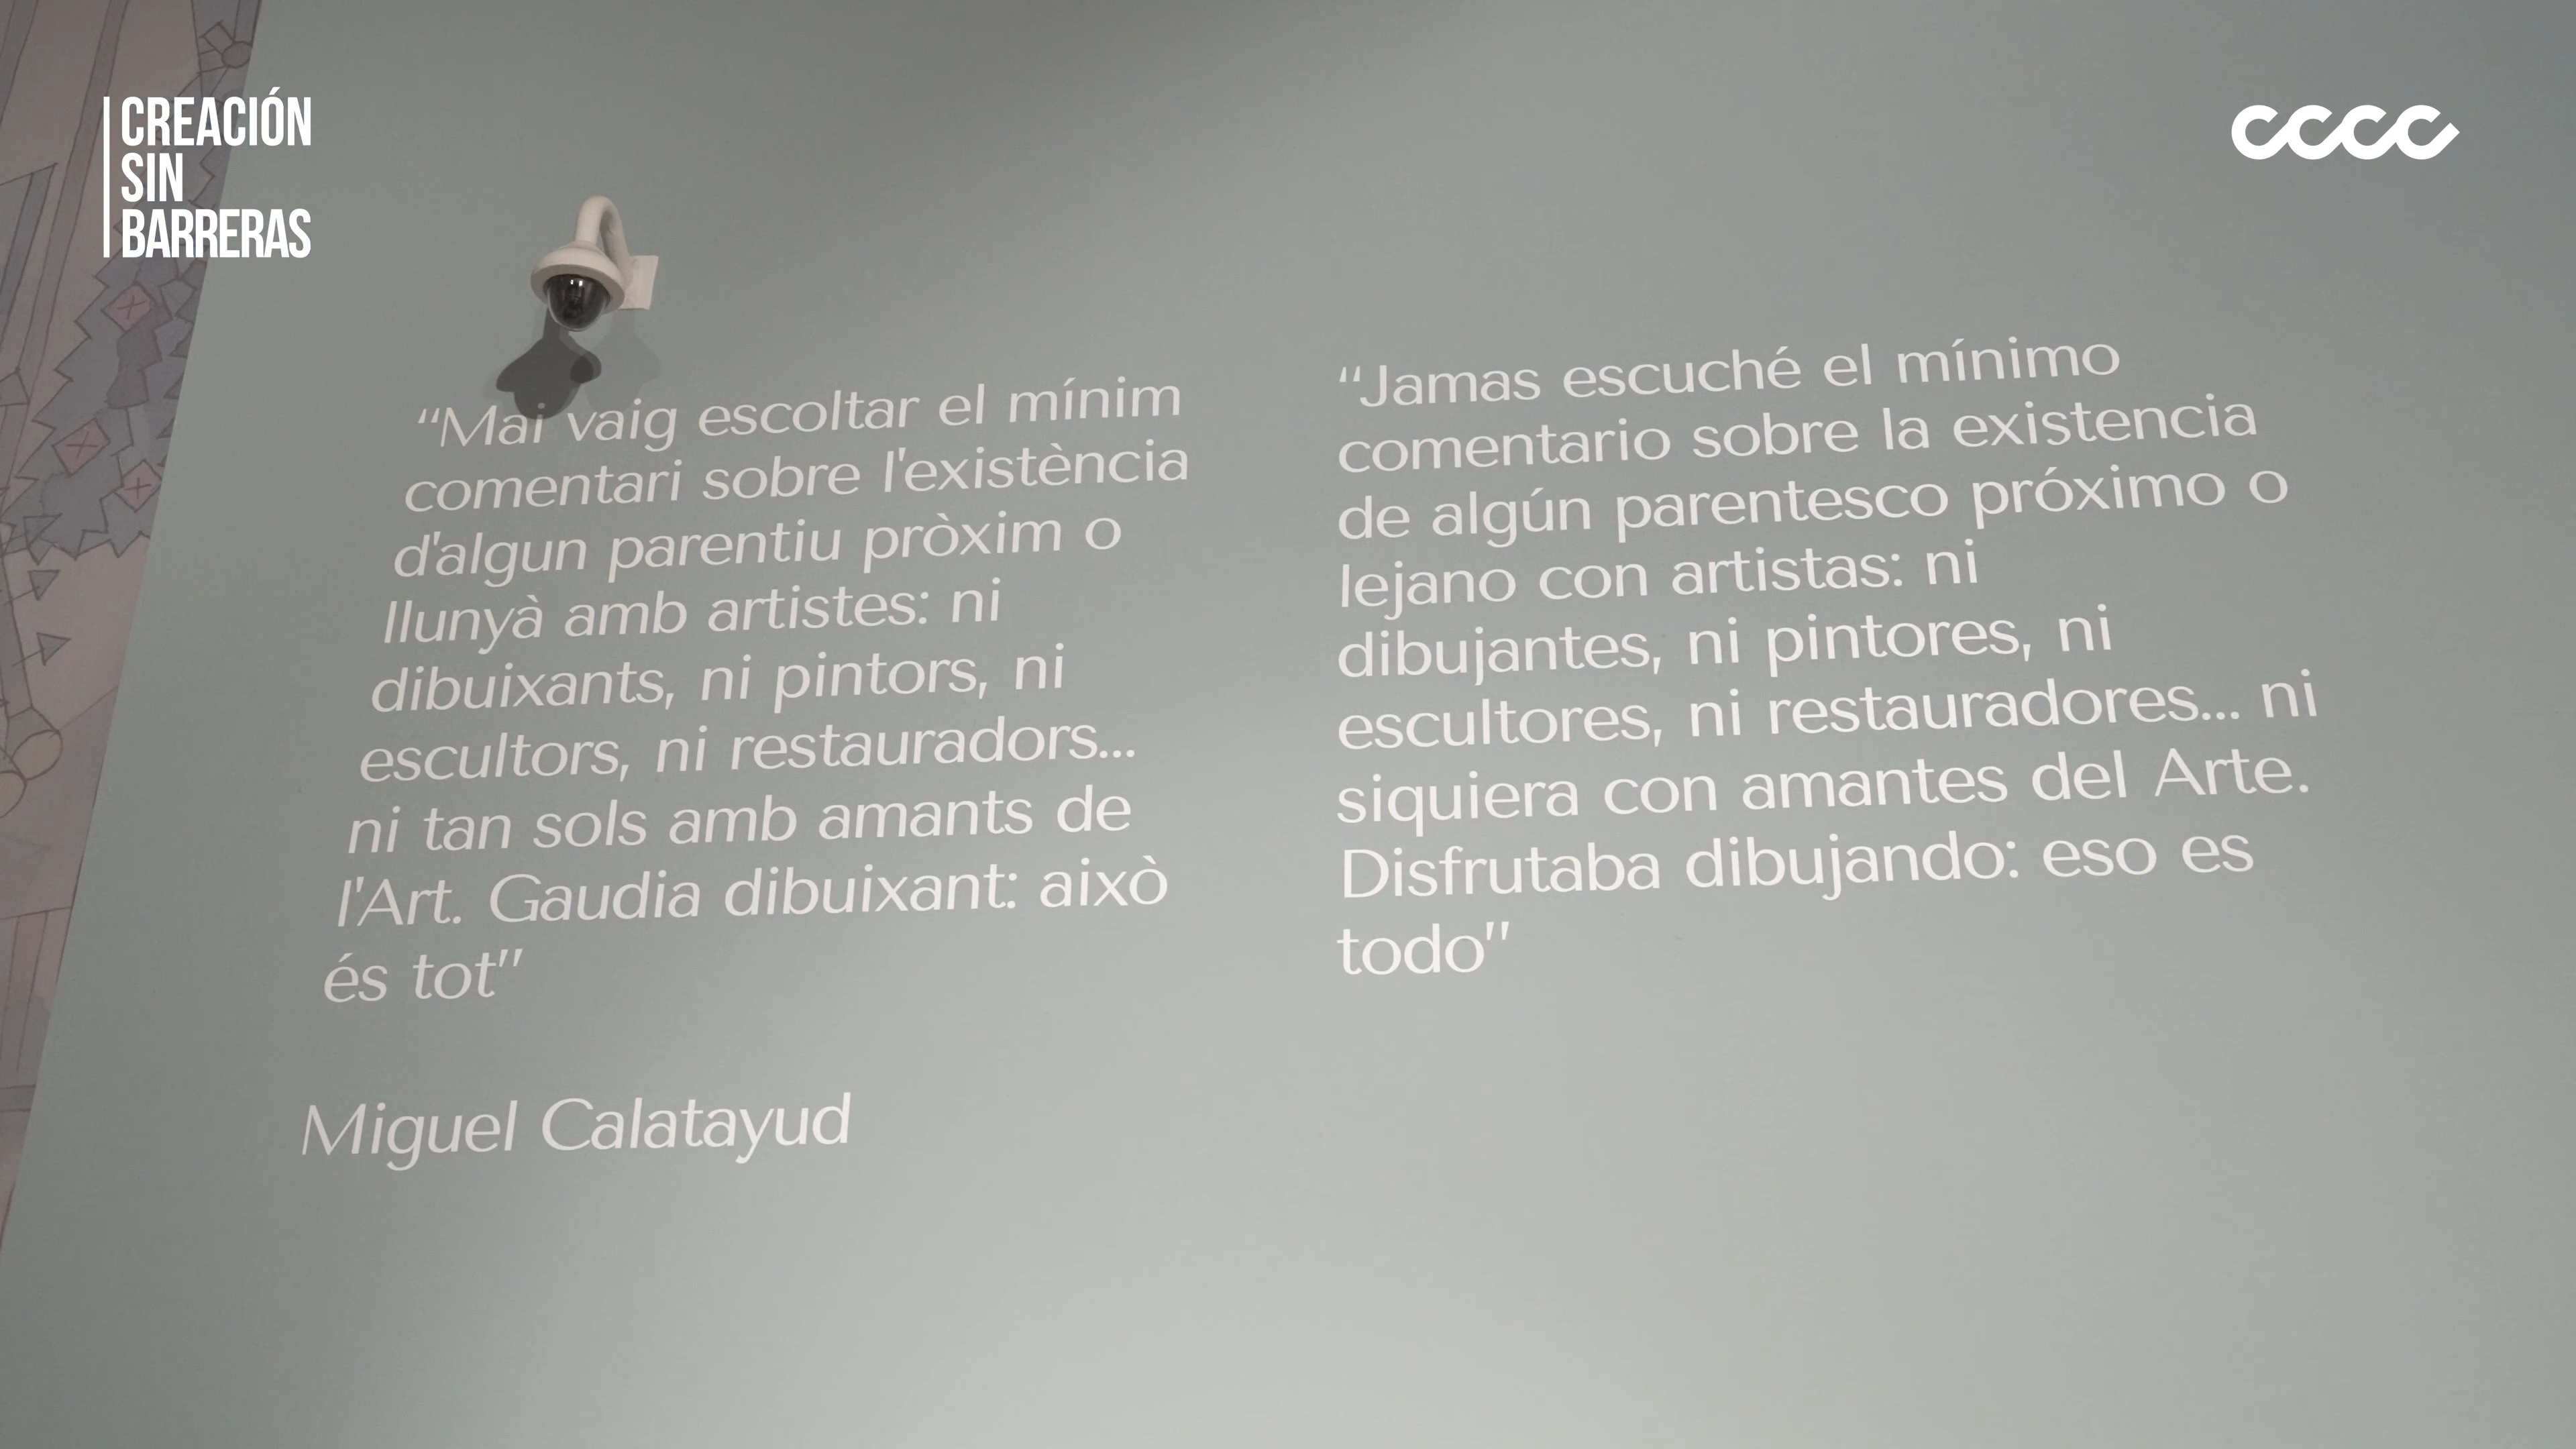 CREACIÓN
SIN
BARRERAS
cccc
“Mai vaig escoltar el mínim
comentari sobre l'existència
d'algun parentiu pròxim o
llunyà amb artistes: ni
dibuixants, ni pintors, ni
escultors, ni restauradors...
ni tan sols amb amants de
l'Art. Gaudia dibuixant: això
és tot"
Miguel Calatayud
“Jamas escuché el mínimo
comentario sobre la existencia
de algún parentesco próximo o
lejano con artistas: ni
dibujantes, ni pintores, ni
escultores, ni restauradores... ni
siquiera con amantes del Arte.
Disfrutaba dibujando: eso es
todo"